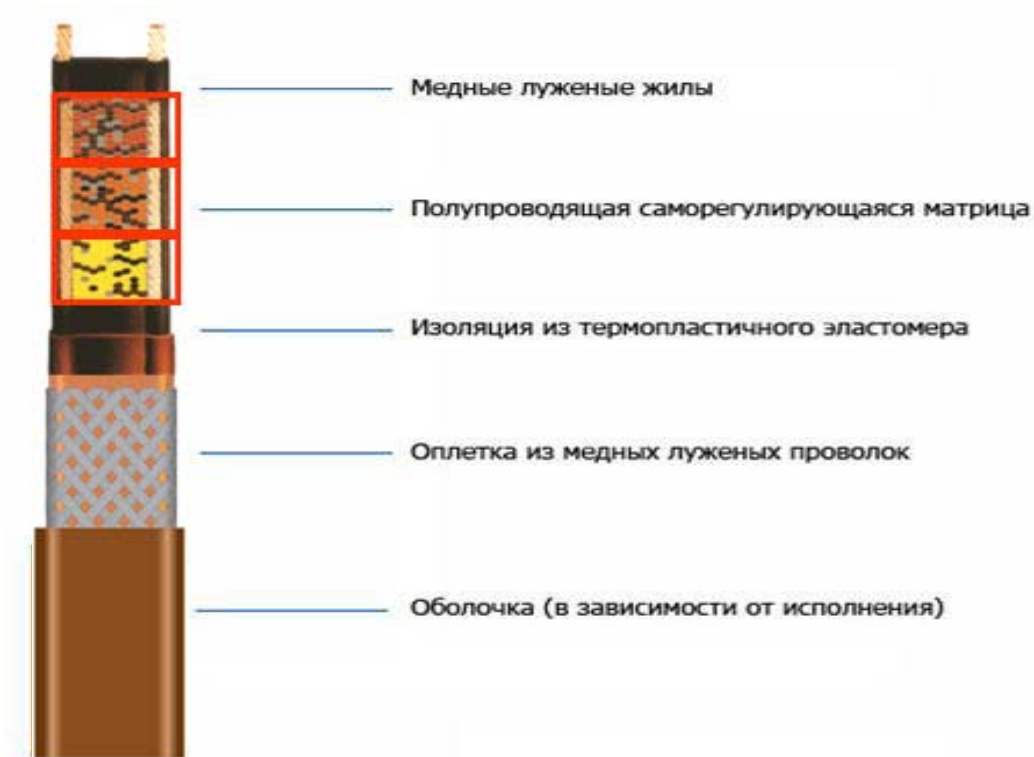 Медные луженые жилы
Полупроводящая саморегулирующаяся матрица
Изоляция из термопластичного эластомера
Оплетка из медных луженых проволок
Оболочка (в зависимости от исполнения)